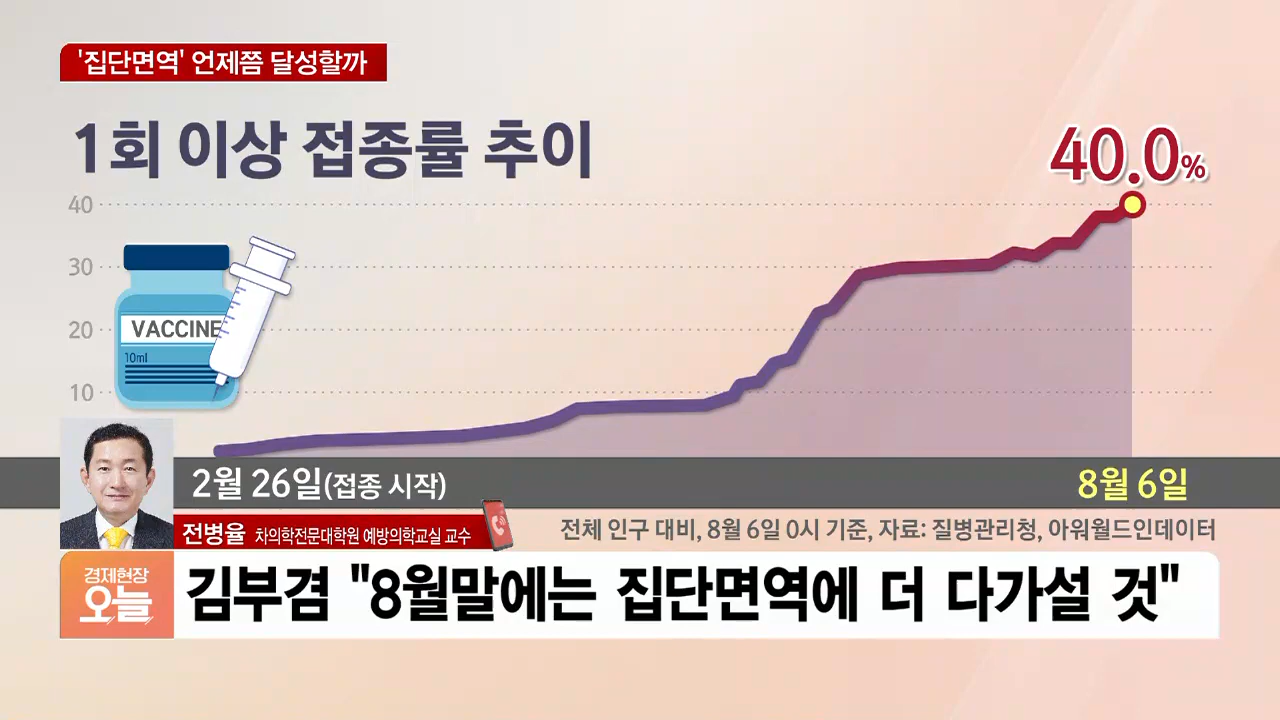 '집단면역' 언제쯤 달성할까
1회 이상 접종률 추이
40.0%
40
30
20
10
VACCINE
10ml
2월 26일(접종 시작)
8월 6일
전병율 차의학전문대학원 예방의학교실 교수
전체 인구 대비, 8월 6일 0시 기준, 자료: 질병관리청, 아워월드인데이터
경제현장
오늘
김부겸 "8월말에는 집단면역에 더 다가설 것"